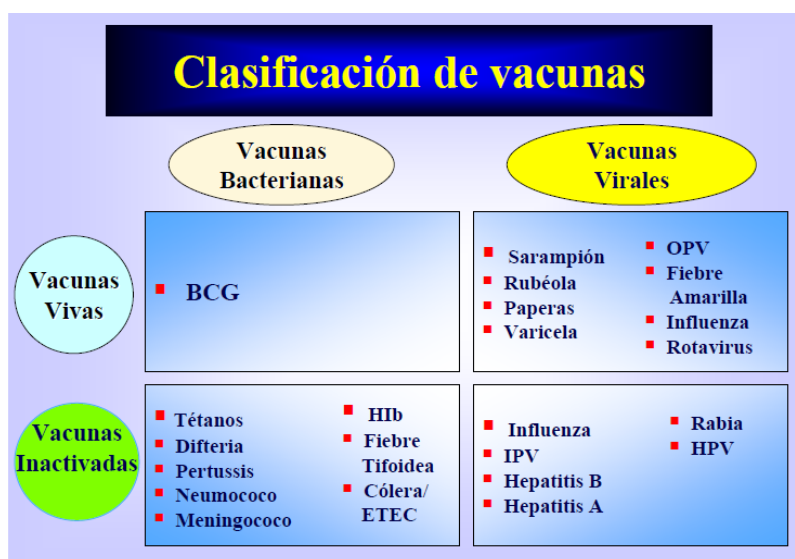 Clasificación de vacunas
Vacunas
Bacterianas
Vacunas
Virales
Vacunas
Vivas
BCG
Sarampión
Rubéola
Paperas
Varicela
OPV
Fiebre
Amarilla
Influenza
Rotavirus
Vacunas
Inactivadas
Tétanos
Difteria
Pertussis
Neumococo
Meningococo
HIb
Fiebre
Tifoidea
Cólera/
ETEC
Influenza
IPV
Hepatitis B
Hepatitis A
Rabia
HPV